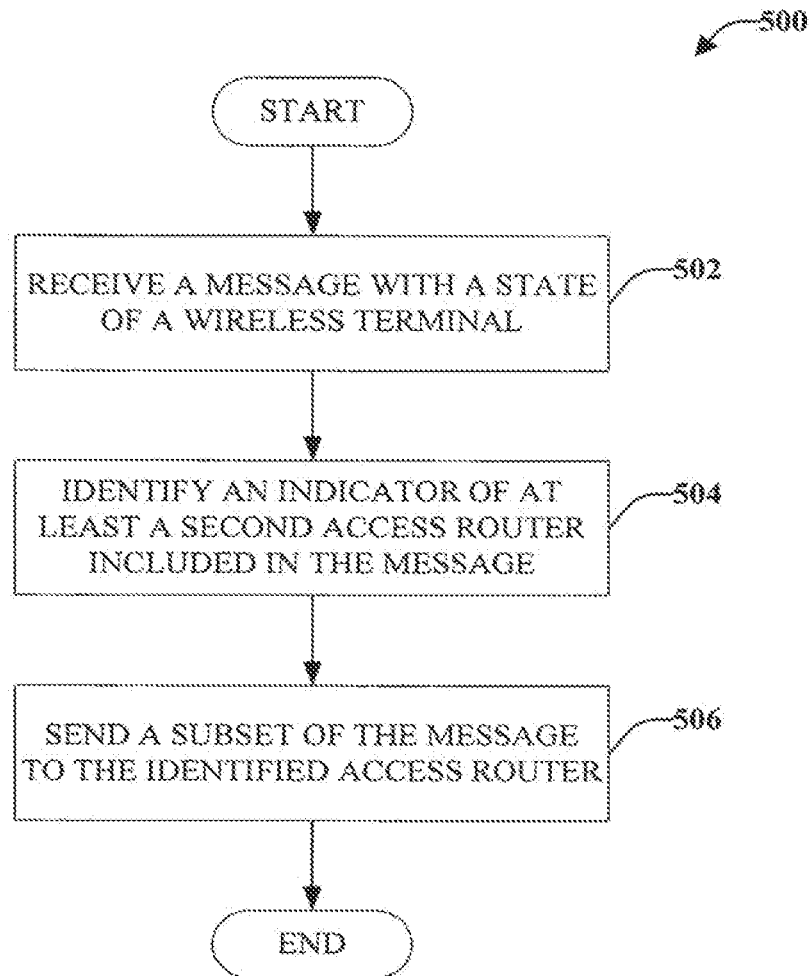 500
START
RECEIVE A MESSAGE WITH A STATE
OF A WIRELESS TERMINAL
502
IDENTIFY AN INDICATOR OF AT
LEAST A SECOND ACCESS ROUTER
INCLUDED IN THE MESSAGE
504
SEND A SUBSET OF THE MESSAGE
TO THE IDENTIFIED ACCESS ROUTER
506
END